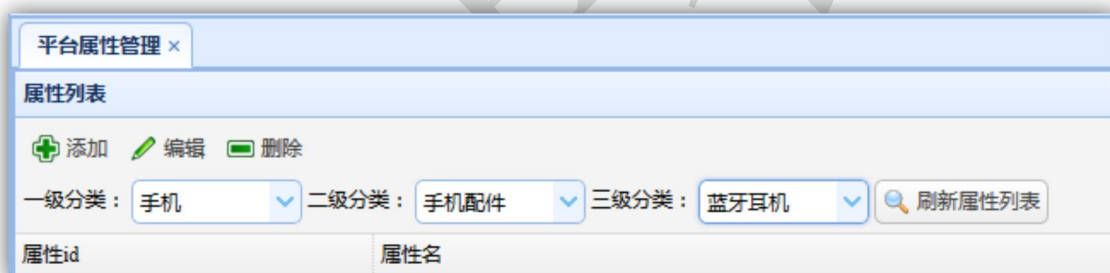 平台属性管理 ×
属性列表
添加 编辑 删除
一级分类： 手机 二级分类： 手机配件 三级分类： 蓝牙耳机 刷新属性列表
属性id 属性名